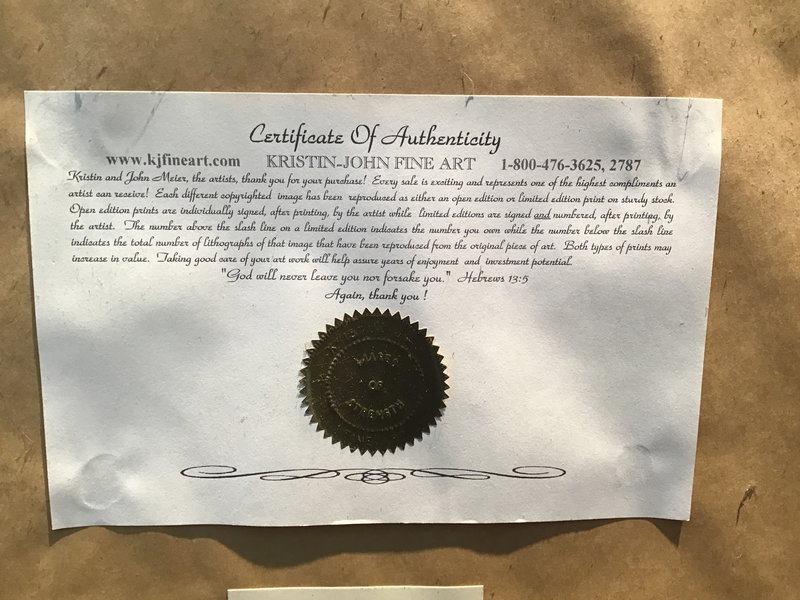 Certificate Of Authenticity
www.kjfineart.com KRISTIN-JOHN FINE ART 1-800-476-3625, 2787
Kristin and John Meier, the artists, thank you for your purchase! Every sale is exciting and represents one of the highest compliments an
artist can receive! Each different copyrighted image has been reproduced as either an open edition or limited edition print on sturdy stock.
Open edition prints are individually signed, after printing, by the artist while limited editions are signed and numbered, after printing, by
the artist. The number above the slash line on a limited edition indicates the number you own while the number below the slash line
indicates the total number of lithographs of that image that have been reproduced from the original piece of art. Both types of prints may
increase in value. Taking good care of your art work will help assure years of enjoyment and investment potential.
"God will never leave you nor forsake you." Hebrews 13:5
Again, thank you !
IMAGES
OF
STRENGTH